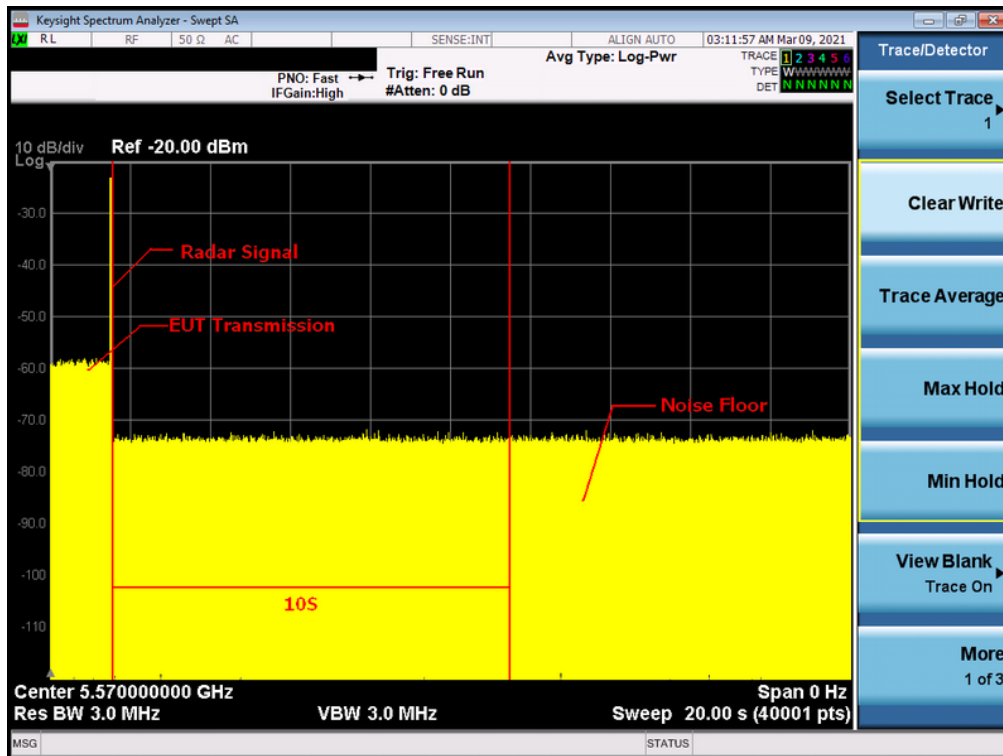 Keysight Spectrum Analyzer - Swept SA
LXI RL RF 50 Ω AC SENSE:INT ALIGN AUTO 03:11:57 AM Mar 09, 2021
PNO: Fast Trig: Free Run Avg Type: Log-Pwr TRACE 1 2 3 4 5 6
IFGain:High #Atten: 0 dB TYPE WWWWWW
DET N N N N N N
Trace/Detector
Select Trace
1
Clear Write
Trace Average
Max Hold
Min Hold
View Blank
Trace On
More
1 of 3
10 dB/div Ref -20.00 dBm
Log
-30.0
-40.0
-50.0
-60.0
-70.0
-80.0
-90.0
-100
-110
Radar Signal
EUT Transmission
Noise Floor
10S
Center 5.570000000 GHz Span 0 Hz
Res BW 3.0 MHz VBW 3.0 MHz Sweep 20.00 s (40001 pts)
MSG STATUS